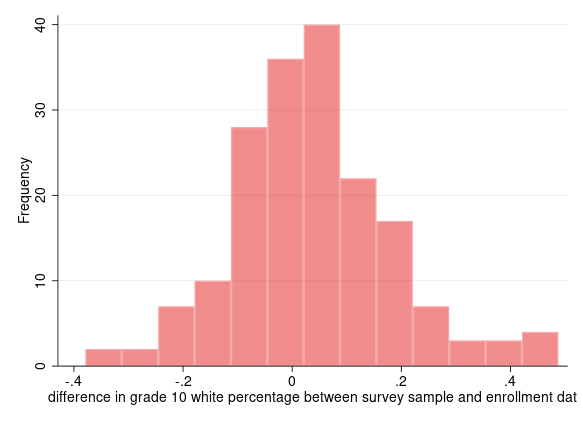 40
30
20
10
0
Frequency
-.4 -.2 0 .2 .4
difference in grade 10 white percentage between survey sample and enrollment dat